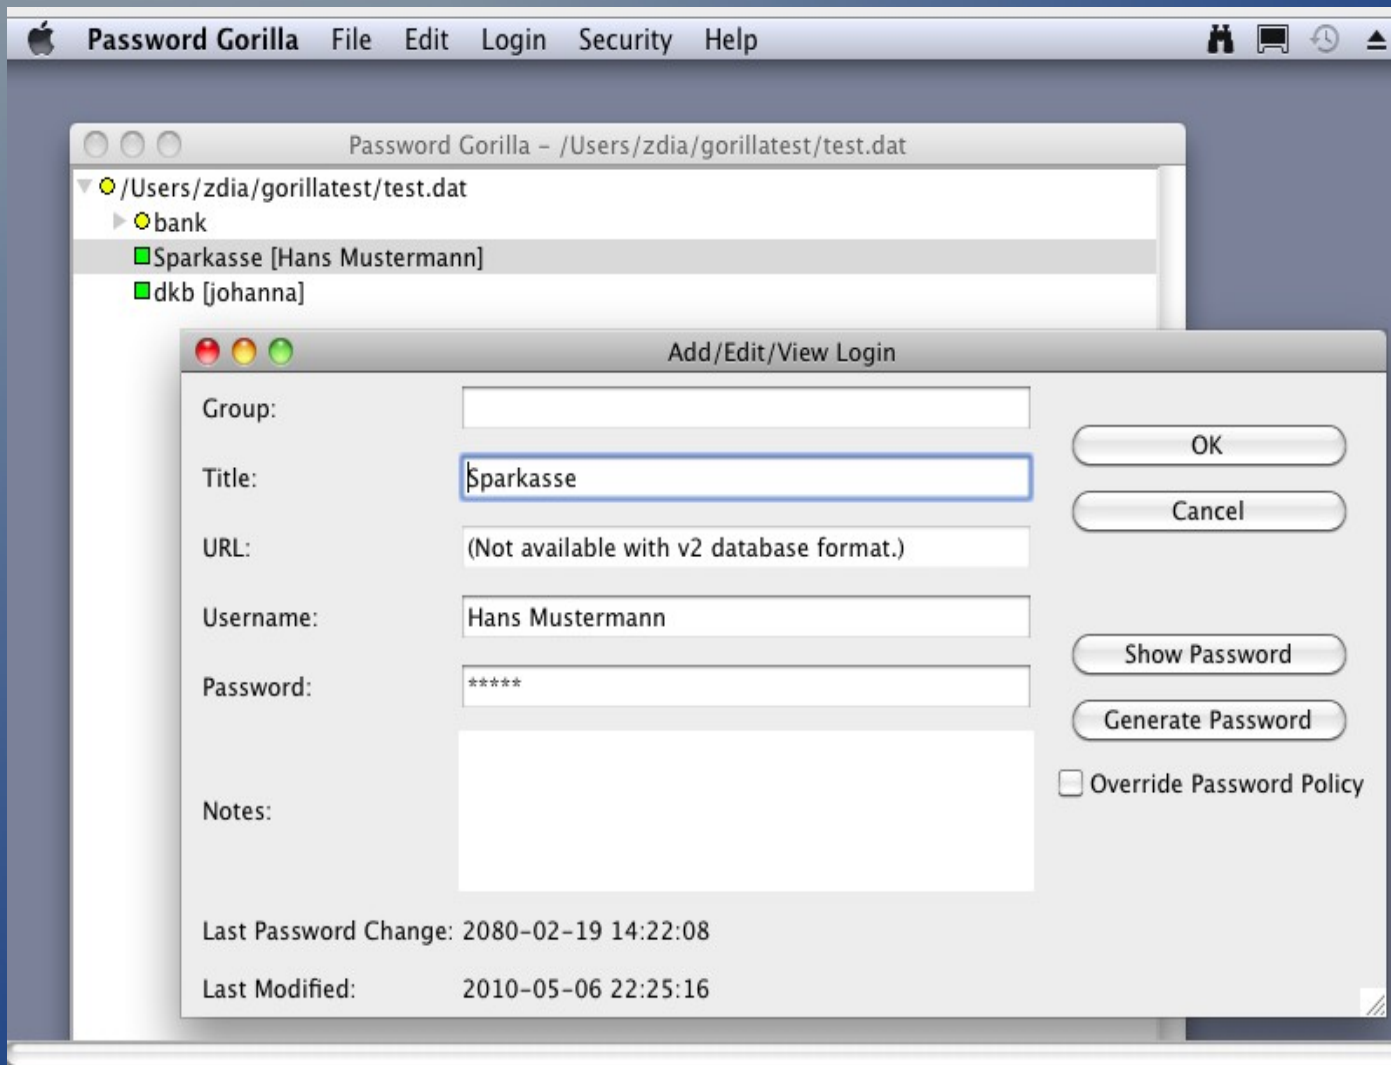 Password Gorilla File Edit Login Security Help
Password Gorilla – /Users/zdia/gorillatest/test.dat
/Users/zdia/gorillatest/test.dat
bank
Sparkasse [Hans Mustermann]
dkb [johanna]
Add/Edit/View Login
Group:
OK
Title: Sparkasse
Cancel
URL: (Not available with v2 database format.)
Username: Hans Mustermann
Show Password
Password: *****
Generate Password
Override Password Policy
Notes:
Last Password Change: 2080-02-19 14:22:08
Last Modified: 2010-05-06 22:25:16